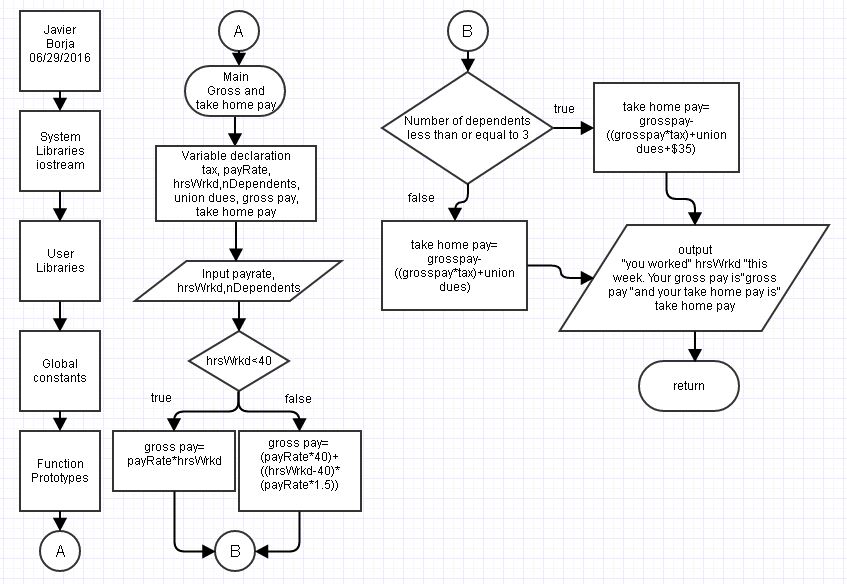 Javier
Borja
06/29/2016
System
Libraries
iostream
User
Libraries
Global
constants
Function
Prototypes
A
A
Main
Gross and
take home pay
Variable declaration
tax, payRate,
hrsWrkd,nDependents,
union dues, gross pay,
take home pay
Input payrate,
hrsWrkd,nDependents
hrsWrkd<40
true
false
gross pay=
payRate*hrsWrkd
gross pay=
(payRate*40)+
((hrsWrkd-40)*
(payRate*1.5))
B
B
Number of dependents
less than or equal to 3
true
false
take home pay=
grosspay-
((grosspay*tax)+union
dues+$35)
take home pay=
grosspay-
((grosspay*tax)+union
dues)
output
"you worked" hrsWrkd "this
week. Your gross pay is"gross
pay "and your take home pay is"
take home pay
return